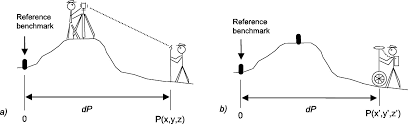 Reference
benchmark
a)
0
dP
P(x,y,z)
Reference
benchmark
b)
0
dP
P(x',y',z')